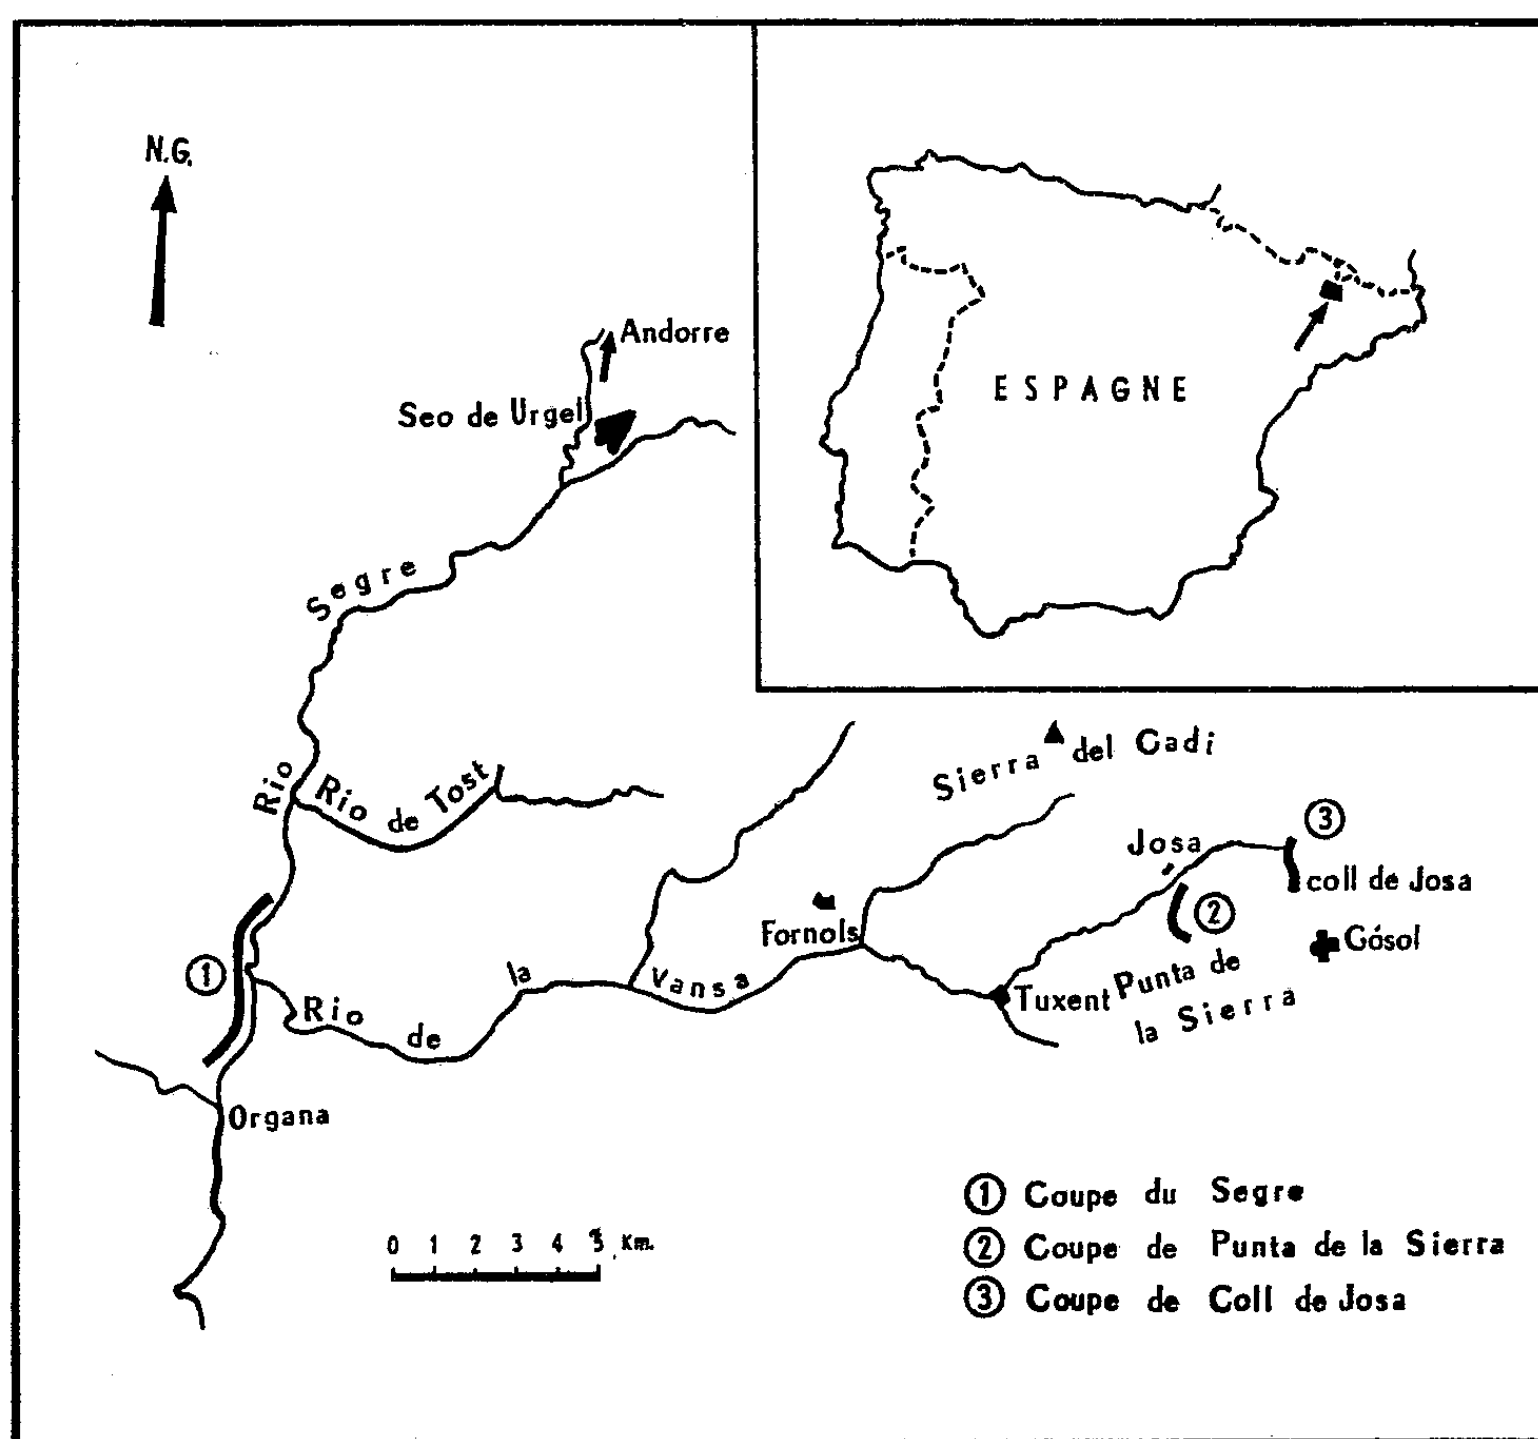 N.G.
Andorre
Seo de Urgel
ESPAGNE
Rio Segre
Sierra del Cadi
Rio de Tost
3
Josa
coll de Josa
2
Fornols
Gósol
1
Rio de la Vansa
Tuxent
Punta de
la Sierra
Organa
1 Coupe du Segre
0 1 2 3 4 5 Km.
2 Coupe de Punta de la Sierra
3 Coupe de Coll de Josa